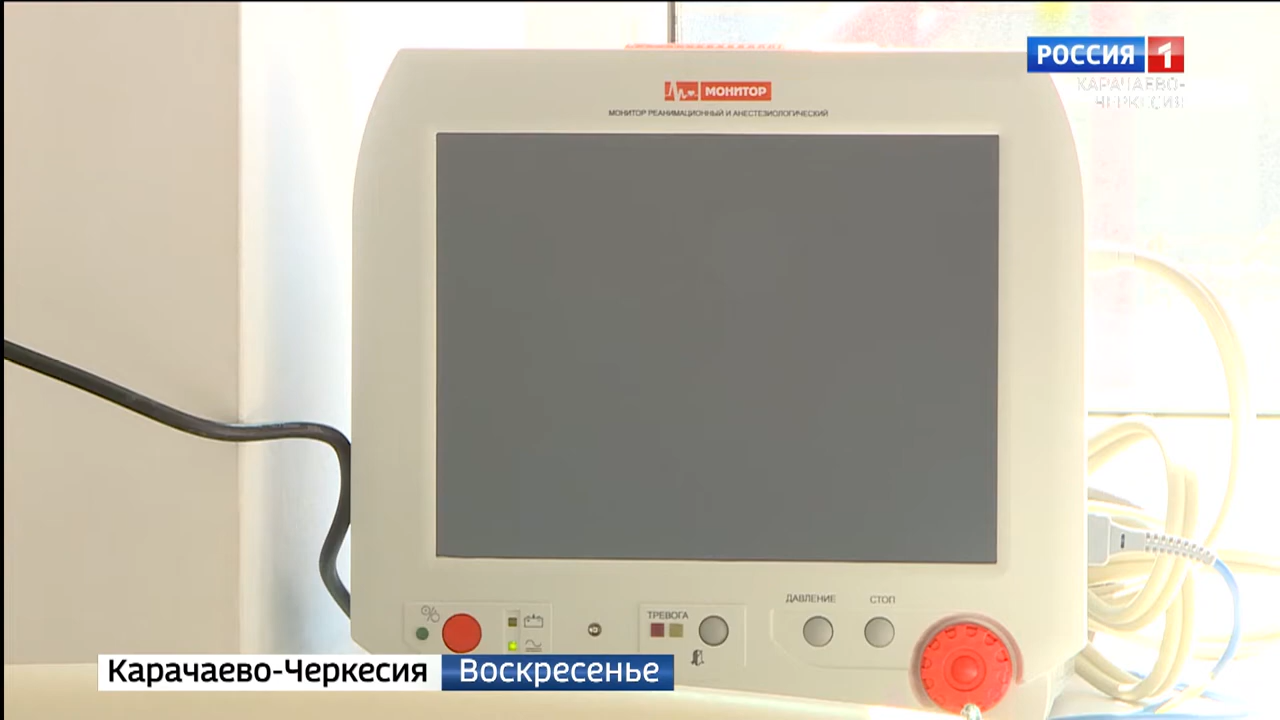 РОССИЯ 1
КАРАЧАЕВО-
ЧЕРКЕСИЯ
МОНИТОР
МОНИТОР РЕАНИМАЦИОННЫЙ И АНЕСТЕЗИОЛОГИЧЕСКИЙ
ДАВЛЕНИЕ
СТОП
ТРЕВОГА
Карачаево-Черкесия Воскресенье